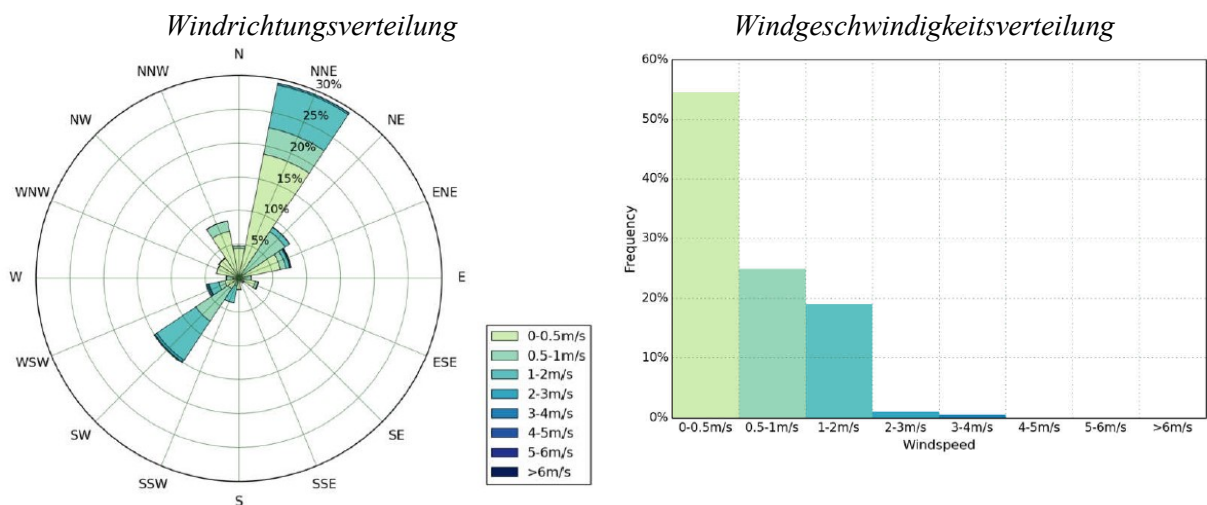 Windrichtungsverteilung
N
NNE
NE
ENE
E
ESE
SE
SSE
S
SSW
SW
WSW
W
WNW
NW
NNW
30%
25%
20%
15%
10%
5%
0-0.5m/s
0.5-1m/s
1-2m/s
2-3m/s
3-4m/s
4-5m/s
5-6m/s
>6m/s
Windgeschwindigkeitsverteilung
60%
50%
40%
30%
20%
10%
0%
Frequency
0-0.5m/s 0.5-1m/s 1-2m/s 2-3m/s 3-4m/s 4-5m/s 5-6m/s >6m/s
Windspeed